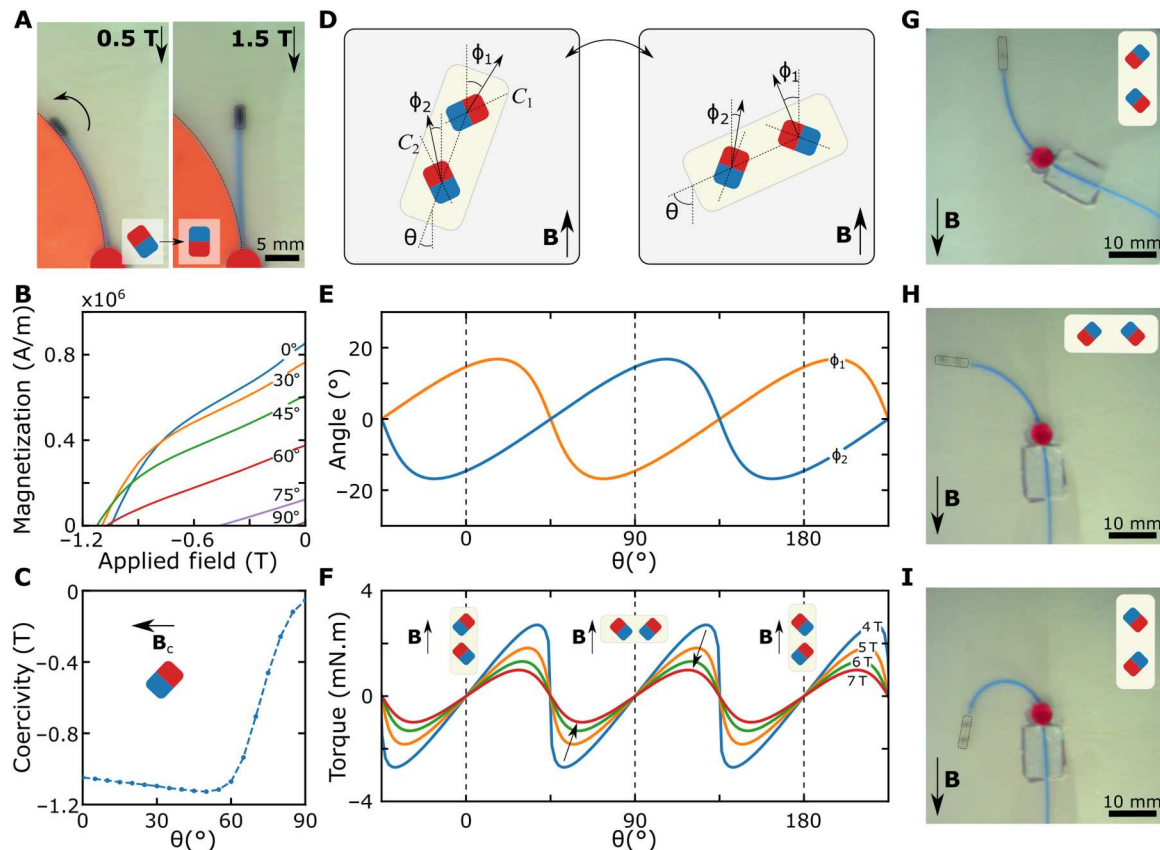 A
0.5 T
1.5 T
5 mm
D
ϕ1
ϕ2
C1
C2
θ
B
ϕ1
ϕ2
θ
B
G
B
10 mm
B
x10⁶
Magnetization (A/m)
0.8
0.4
0
0°
30°
45°
60°
75°
90°
−1.2
−0.6
0
Applied field (T)
E
Angle (°)
20
0
−20
ϕ1
ϕ2
0
90
180
θ(°)
H
B
10 mm
C
Coercivity (T)
0
−0.4
−0.8
−1.2
Bc
0
30
60
90
θ(°)
F
Torque (mN.m)
4
2
0
−2
−4
B
B
B
4 T
5 T
6 T
7 T
0
90
180
θ(°)
I
B
10 mm